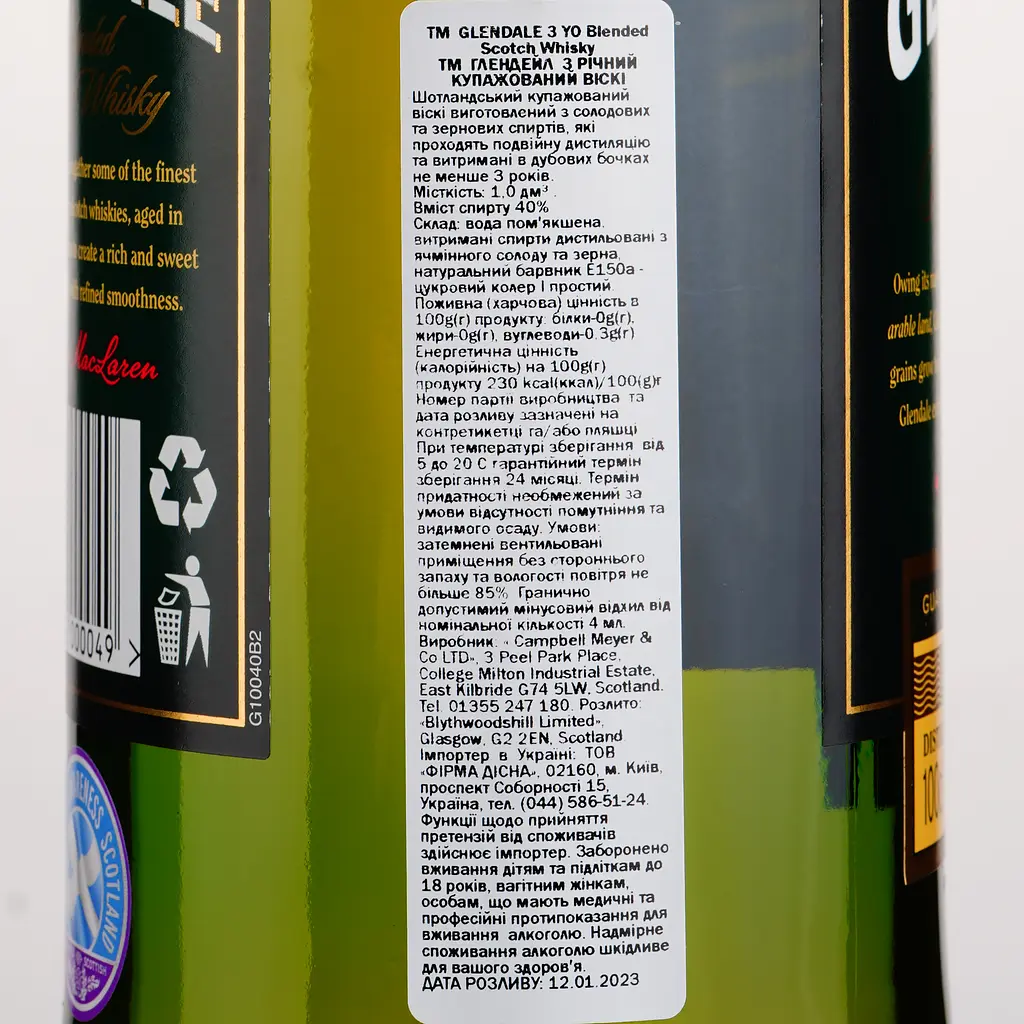 Whisky
some of the finest
whiskies, aged in
create a rich and sweet
refined smoothness.
MacLaren
00049 >
G10040B2
SCOTLAND
SCOTTISH
TM GLENDALE 3 YO Blended
Scotch Whisky
ТМ ГЛЕНДЕЙЛ 3 РІЧНИЙ
КУПАЖОВАНИЙ ВІСКІ
Шотландський купажований
віскі виготовлений з солодових
та зернових спиртів, які
проходять подвійну дистиляцію
та витримані в дубових бочках
не менше 3 років.
Місткість: 1,0 дм³ .
Вміст спирту 40%
Склад: вода пом'якшена,
витримані спирти дистильовані з
ячмінного солоду та зерна,
натуральний барвник Е150а -
цукровий колер І простий.
Поживна (харчова) цінність в
100g(г) продукту: білки-0g(г),
жири-0g(г), вуглеводи-0.3g(г)
Енергетична цінність
(калорійність) на 100g(г)
продукту 230 kcal(ккал)/100(g)г
Номер партії виробництва та
дата розливу зазначені на
контретикетці та/або пляшці
При температурі зберігання від
5 до 20 С гарантійний термін
зберігання 24 місяці. Термін
придатності необмежений за
умови відсутності помутніння та
видимого осаду. Умови:
затемнені вентильовані
приміщення без стороннього
запаху та вологості повітря не
більше 85% Гранично
допустимий мінусовий відхил від
номінальної кількості 4 мл.
Виробник: « Campbell Meyer &
Co LTD», 3 Peel Park Place,
College Milton Industrial Estate,
East Kilbride G74 5LW, Scotland.
Tel. 01355 247 180. Розлито:
«Blythwoodshill Limited»,
Glasgow, G2 2EN, Scotland
Імпортер в Україні: ТОВ
«ФІРМА ДІСНА», 02160, м. Київ,
проспект Соборності 15,
Україна, тел. (044) 586-51-24.
Функції щодо прийняття
претензій від споживачів
здійснює імпортер. Заборонено
вживання дітям та підліткам до
18 років, вагітним жінкам,
особам, що мають медичні та
професійні протипоказання для
вживання алкоголю. Надмірне
споживання алкоголю шкідливе
для вашого здоров'я.
ДАТА РОЗЛИВУ: 12.01.2023
Owing its
arable land,
grains
Glendale